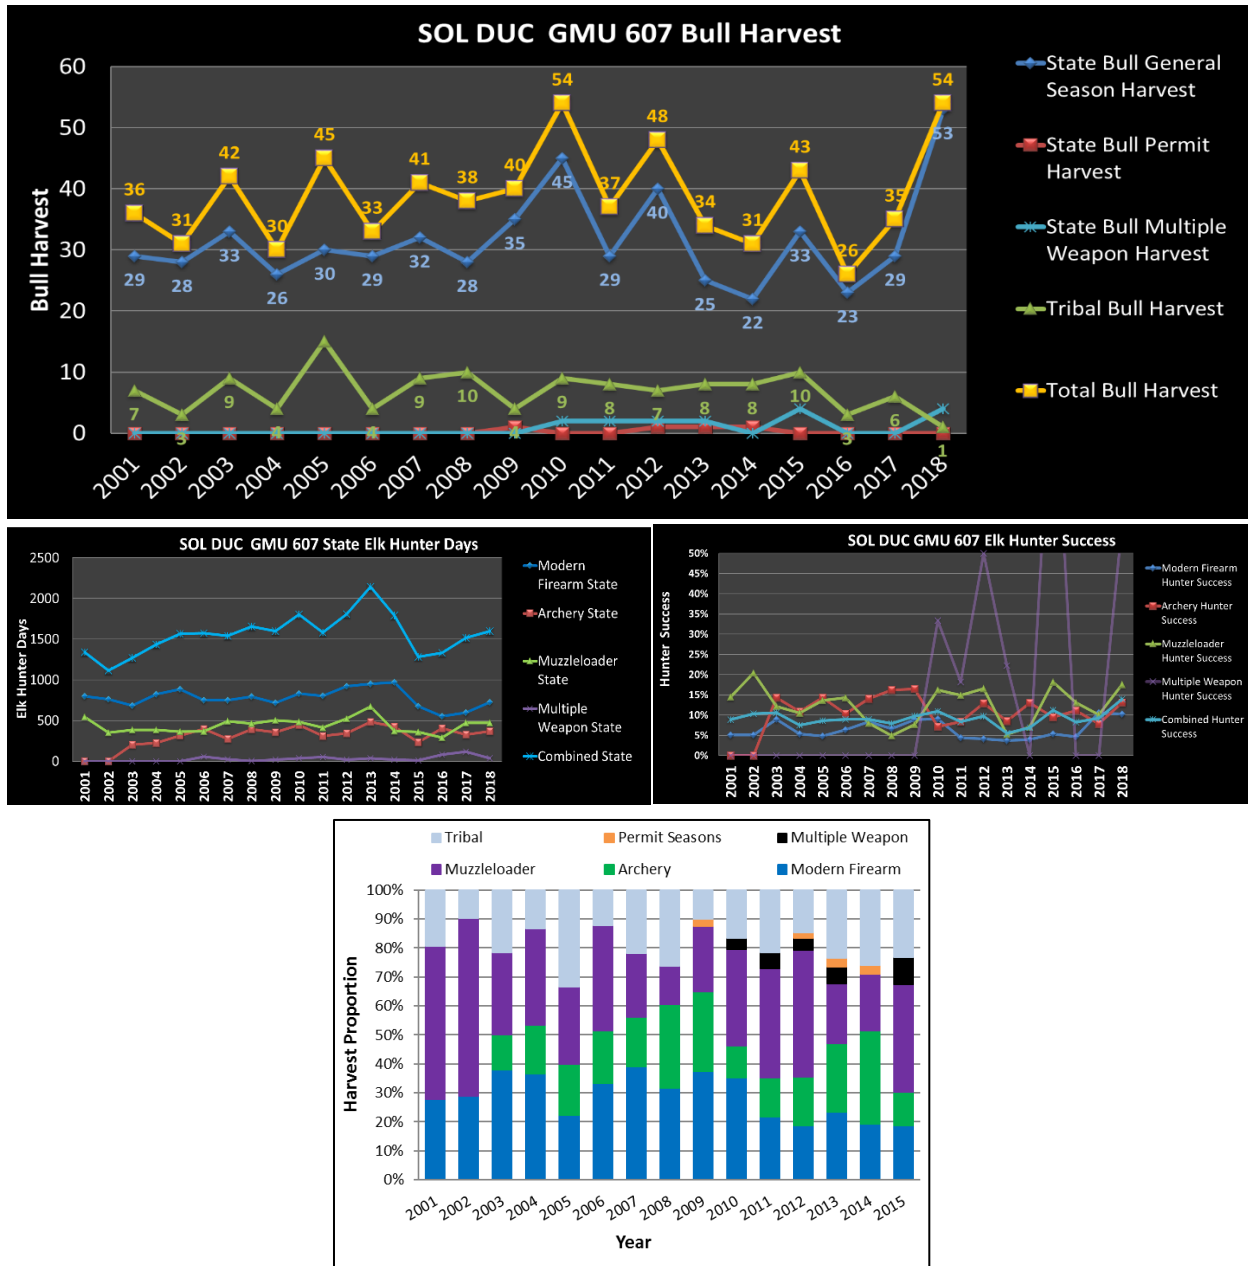 SOL DUC  GMU 607 Bull Harvest
Bull Harvest
60
50
40
30
20
10
0
36 31 42 30 45 33 41 38 40 54 37 48 34 31 43 26 35 54
29 28 33 26 30 29 32 28 35 45 29 40 25 22 33 23 29 53
7 3 9 4 4 9 10 4 9 8 7 8 8 10 3 6 1
2001 2002 2003 2004 2005 2006 2007 2008 2009 2010 2011 2012 2013 2014 2015 2016 2017 2018
State Bull General
Season Harvest
State Bull Permit
Harvest
State Bull Multiple
Weapon Harvest
Tribal Bull Harvest
Total Bull Harvest
SOL DUC  GMU 607 State Elk Hunter Days
Elk Hunter Days
2500
2000
1500
1000
500
0
2001 2002 2003 2004 2005 2006 2007 2008 2009 2010 2011 2012 2013 2014 2015 2016 2017 2018
Modern
Firearm State
Archery State
Muzzleloader
State
Multiple
Weapon State
Combined State
SOL DUC GMU 607 Elk Hunter Success
Hunter Success
50%
45%
40%
35%
30%
25%
20%
15%
10%
5%
0%
2001 2002 2003 2004 2005 2006 2007 2008 2009 2010 2011 2012 2013 2014 2015 2016 2017 2018
Modern Firearm
Hunter Success
Archery Hunter
Success
Muzzleloader
Hunter Success
Multiple Weapon
Hunter Success
Combined Hunter
Success
Tribal Permit Seasons Multiple Weapon
Muzzleloader Archery Modern Firearm
Harvest Proportion
100%
90%
80%
70%
60%
50%
40%
30%
20%
10%
0%
2001 2002 2003 2004 2005 2006 2007 2008 2009 2010 2011 2012 2013 2014 2015
Year